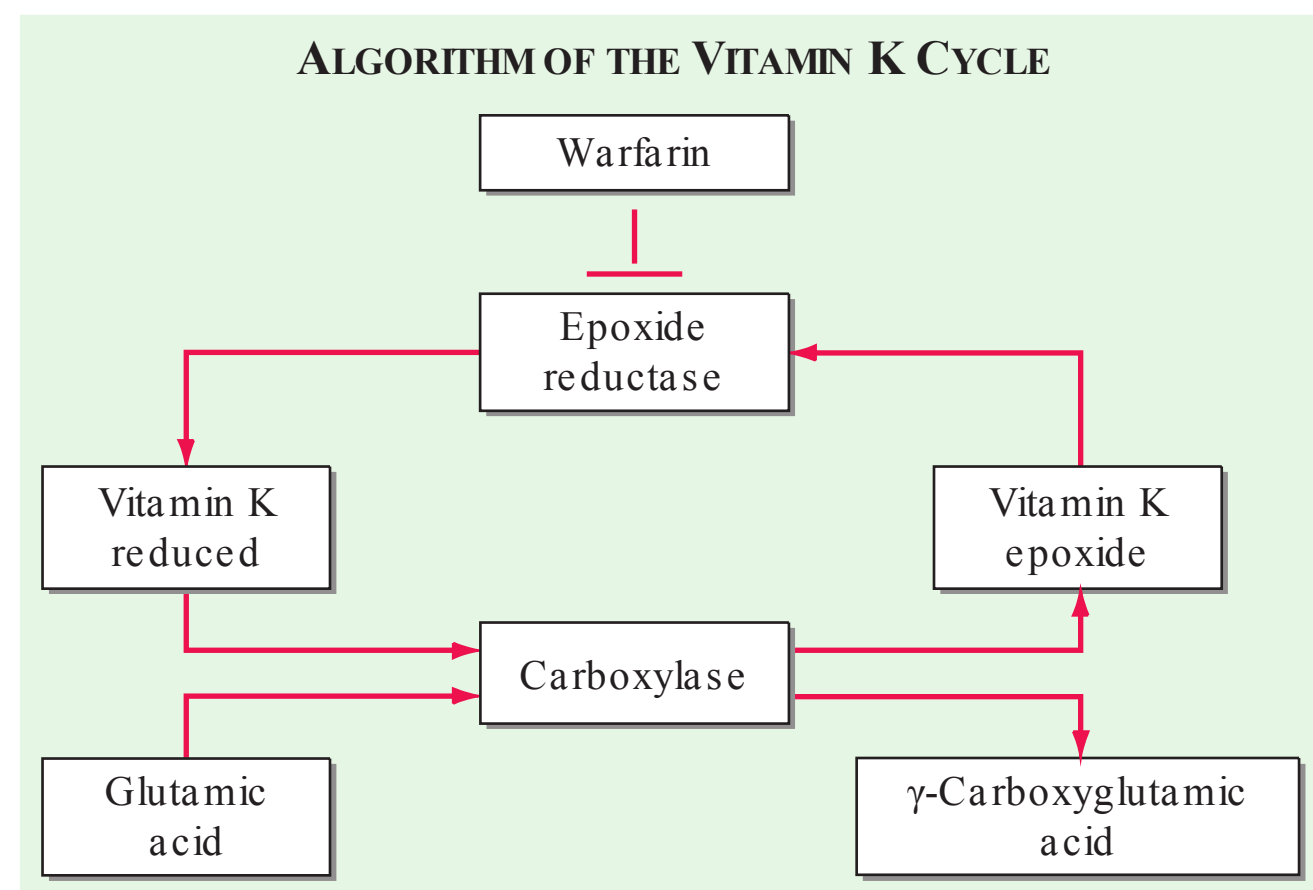 ALGORITHM OF THE VITAMIN K CYCLE
Warfarin
Epoxide
reductase
Vitamin K
reduced
Vitamin K
epoxide
Carboxylase
Glutamic
acid
γ-Carboxyglutamic
acid